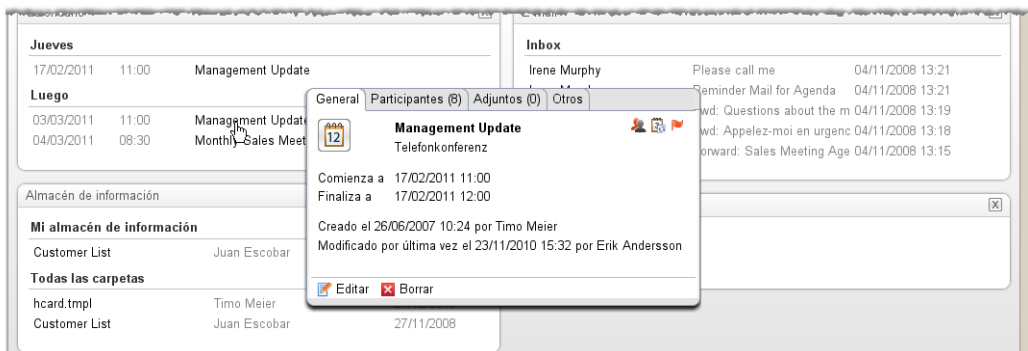 Jueves
17/02/2011 11:00 Management Update
Luego
03/03/2011 11:00 Management Update
04/03/2011 08:30 Monthly Sales Meet
Inbox
Irene Murphy Please call me 04/11/2008 13:21
Reminder Mail for Agenda 04/11/2008 13:21
wd: Questions about the m 04/11/2008 13:19
wd: Appelez-moi en urgenc 04/11/2008 13:18
orward: Sales Meeting Age 04/11/2008 13:15
General Participantes (8) Adjuntos (0) Otros
12
Management Update
Telefonkonferenz
Comienza a 17/02/2011 11:00
Finaliza a 17/02/2011 12:00
Creado el 26/06/2007 10:24 por Timo Meier
Modificado por última vez el 23/11/2010 15:32 por Erik Andersson
Editar Borrar
Almacén de información
Mi almacén de información
Customer List Juan Escobar
Todas las carpetas
hcard.tmpl Timo Meier
Customer List Juan Escobar 27/11/2008